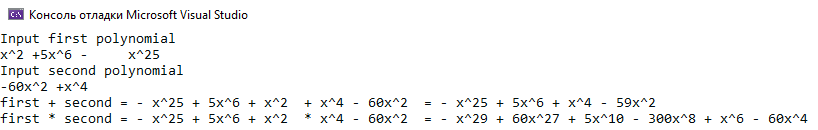 Консоль отладки Microsoft Visual Studio
Input first polynomial
x^2 +5x^6 -     x^25
Input second polynomial
-60x^2 +x^4
first + second = - x^25 + 5x^6 + x^2  + x^4 - 60x^2  = - x^25 + 5x^6 + x^4 - 59x^2
first * second = - x^25 + 5x^6 + x^2  * x^4 - 60x^2  = - x^29 + 60x^27 + 5x^10 - 300x^8 + x^6 - 60x^4